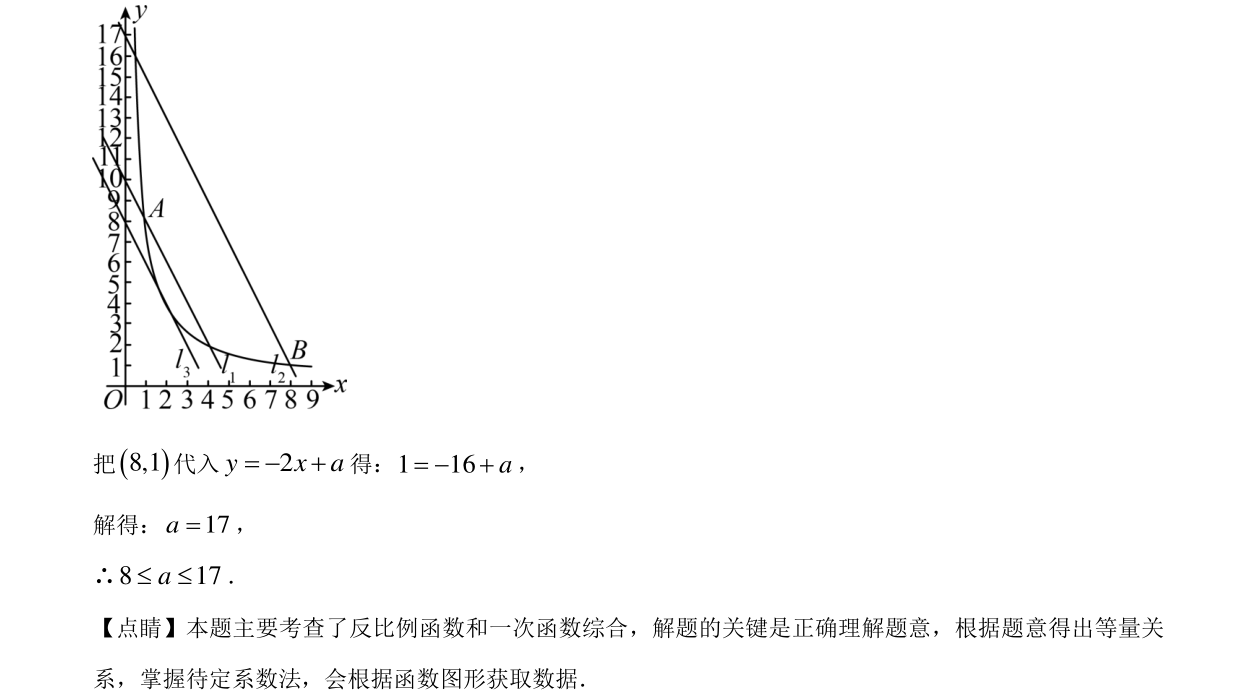 y
17
16
15
14
13
12
11
10
9
A
8
7
6
5
4
3
2
B
1
l₃ l₁ l₂
O 1 2 3 4 5 6 7 8 9 x
把(8,1)代入 y=−2x+a 得：1=−16+a，
解得：a=17，
∴8≤a≤17．
【点睛】本题主要考查了反比例函数和一次函数综合，解题的关键是正确理解题意，根据题意得出等量关
系，掌握待定系数法，会根据函数图形获取数据．